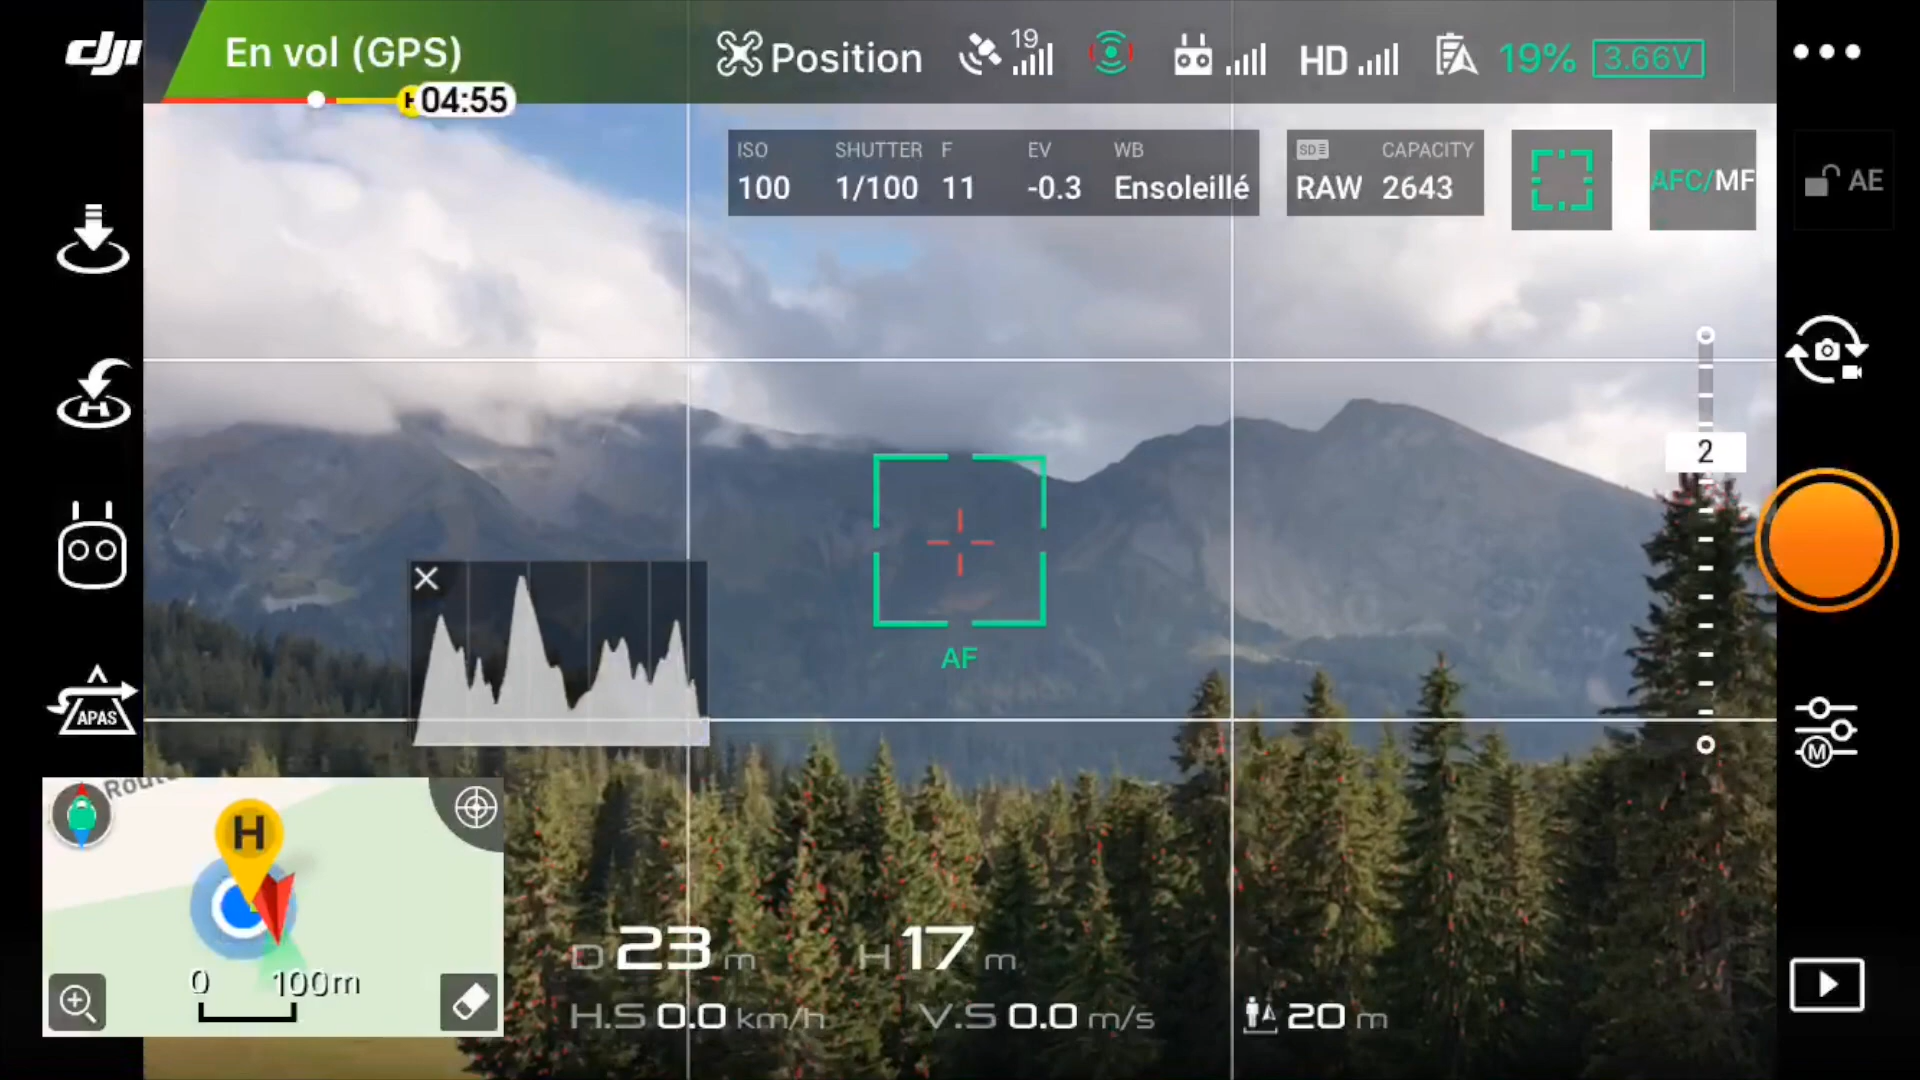 dji
En vol (GPS)
Position
19
HD
19%
3.66V
04:55
ISO SHUTTER F EV WB
100 1/100 11 -0.3 Ensoleillé
SD CAPACITY
RAW 2643
AFC/MF
AE
2
AF
APAS
M
Route
H
0 100m
D 23 m H 17 m
H.S 0.0 km/h V.S 0.0 m/s 20 m